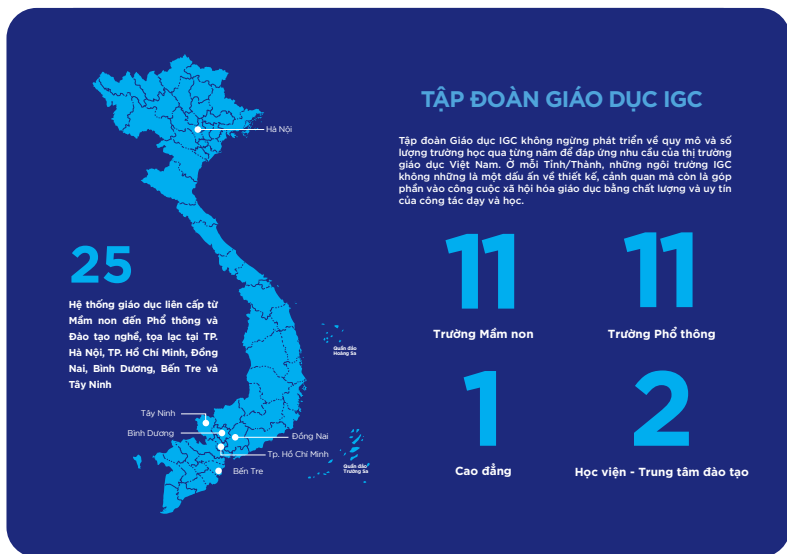 TẬP ĐOÀN GIÁO DỤC IGC
Tập đoàn Giáo dục IGC không ngừng phát triển về quy mô và số
lượng trường học qua từng năm để đáp ứng nhu cầu của thị trường
giáo dục Việt Nam. Ở mỗi Tỉnh/Thành, những ngôi trường IGC
không những là một dấu ấn về thiết kế, cảnh quan mà còn là góp
phần vào công cuộc xã hội hóa giáo dục bằng chất lượng và uy tín
của công tác dạy và học.
11
Trường Mầm non
11
Trường Phổ thông
1
Cao đẳng
2
Học viện - Trung tâm đào tạo
25
Hệ thống giáo dục liên cấp từ
Mầm non đến Phổ thông và
Đào tạo nghề, tọa lạc tại TP.
Hà Nội, TP. Hồ Chí Minh, Đồng
Nai, Bình Dương, Bến Tre và
Tây Ninh
Hà Nội
Quần đảo
Hoàng Sa
Tây Ninh
Bình Dương
Đồng Nai
Tp. Hồ Chí Minh
Bến Tre
Quần đảo
Trường Sa